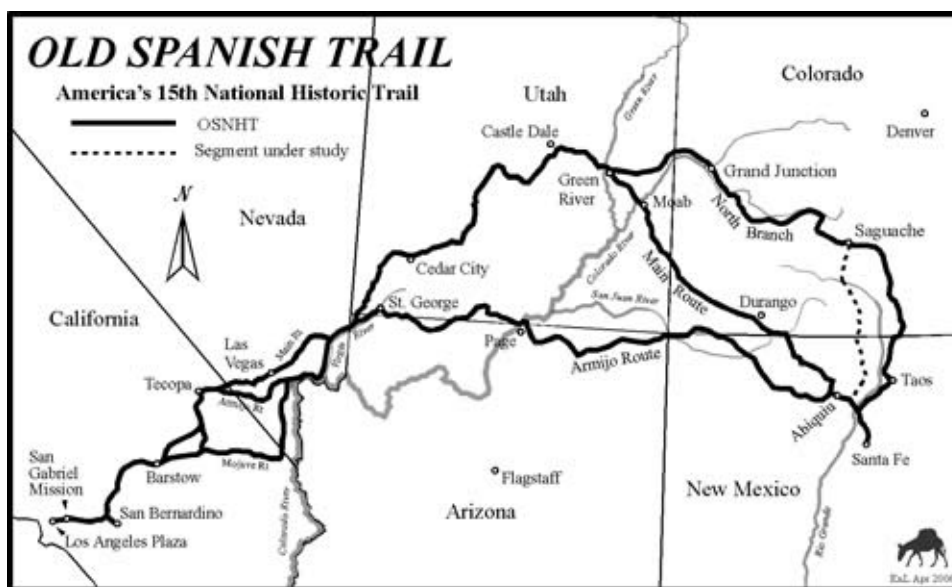 OLD SPANISH TRAIL
America's 15th National Historic Trail
OSNHT
Segment under study
N
Utah
Colorado
Green River
Denver
Castle Dale
Green
River
Grand Junction
Moab
North
Branch
Saguache
Nevada
Cedar City
Colorado River
Main Route
San Juan River
Durango
St. George
California
Las
Vegas
Main Rt
Virgin
River
Page
Armijo Route
Tecopa
Armijo Rt
Taos
Abiquiu
San
Gabriel
Mission
Barstow
Mojave Rt
Santa Fe
Flagstaff
New Mexico
San Bernardino
Arizona
Los Angeles Plaza
Colorado River
Rio Grande